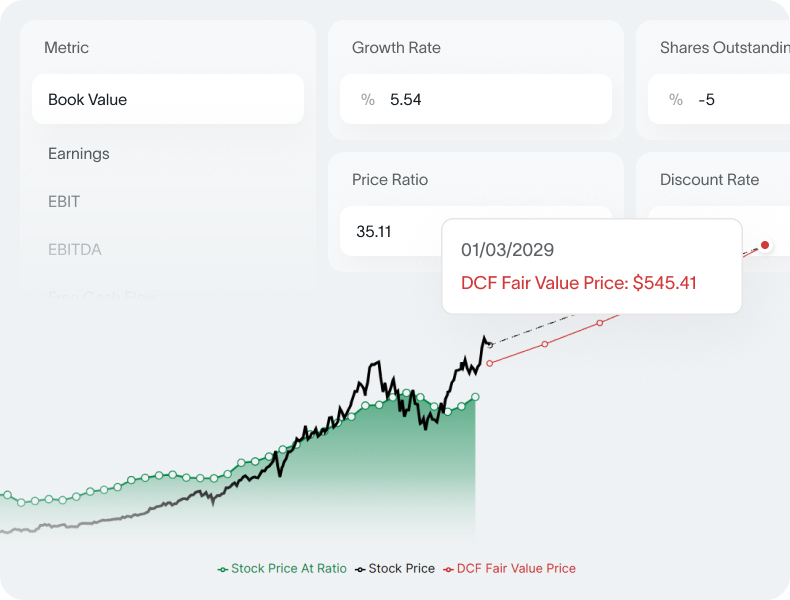 Metric
Book Value
Earnings
EBIT
EBITDA
Free Cash Flow
Growth Rate
% 5.54
Price Ratio
35.11
Shares Outstandin
% -5
Discount Rate
01/03/2029
DCF Fair Value Price: $545.41
Stock Price At Ratio Stock Price DCF Fair Value Price